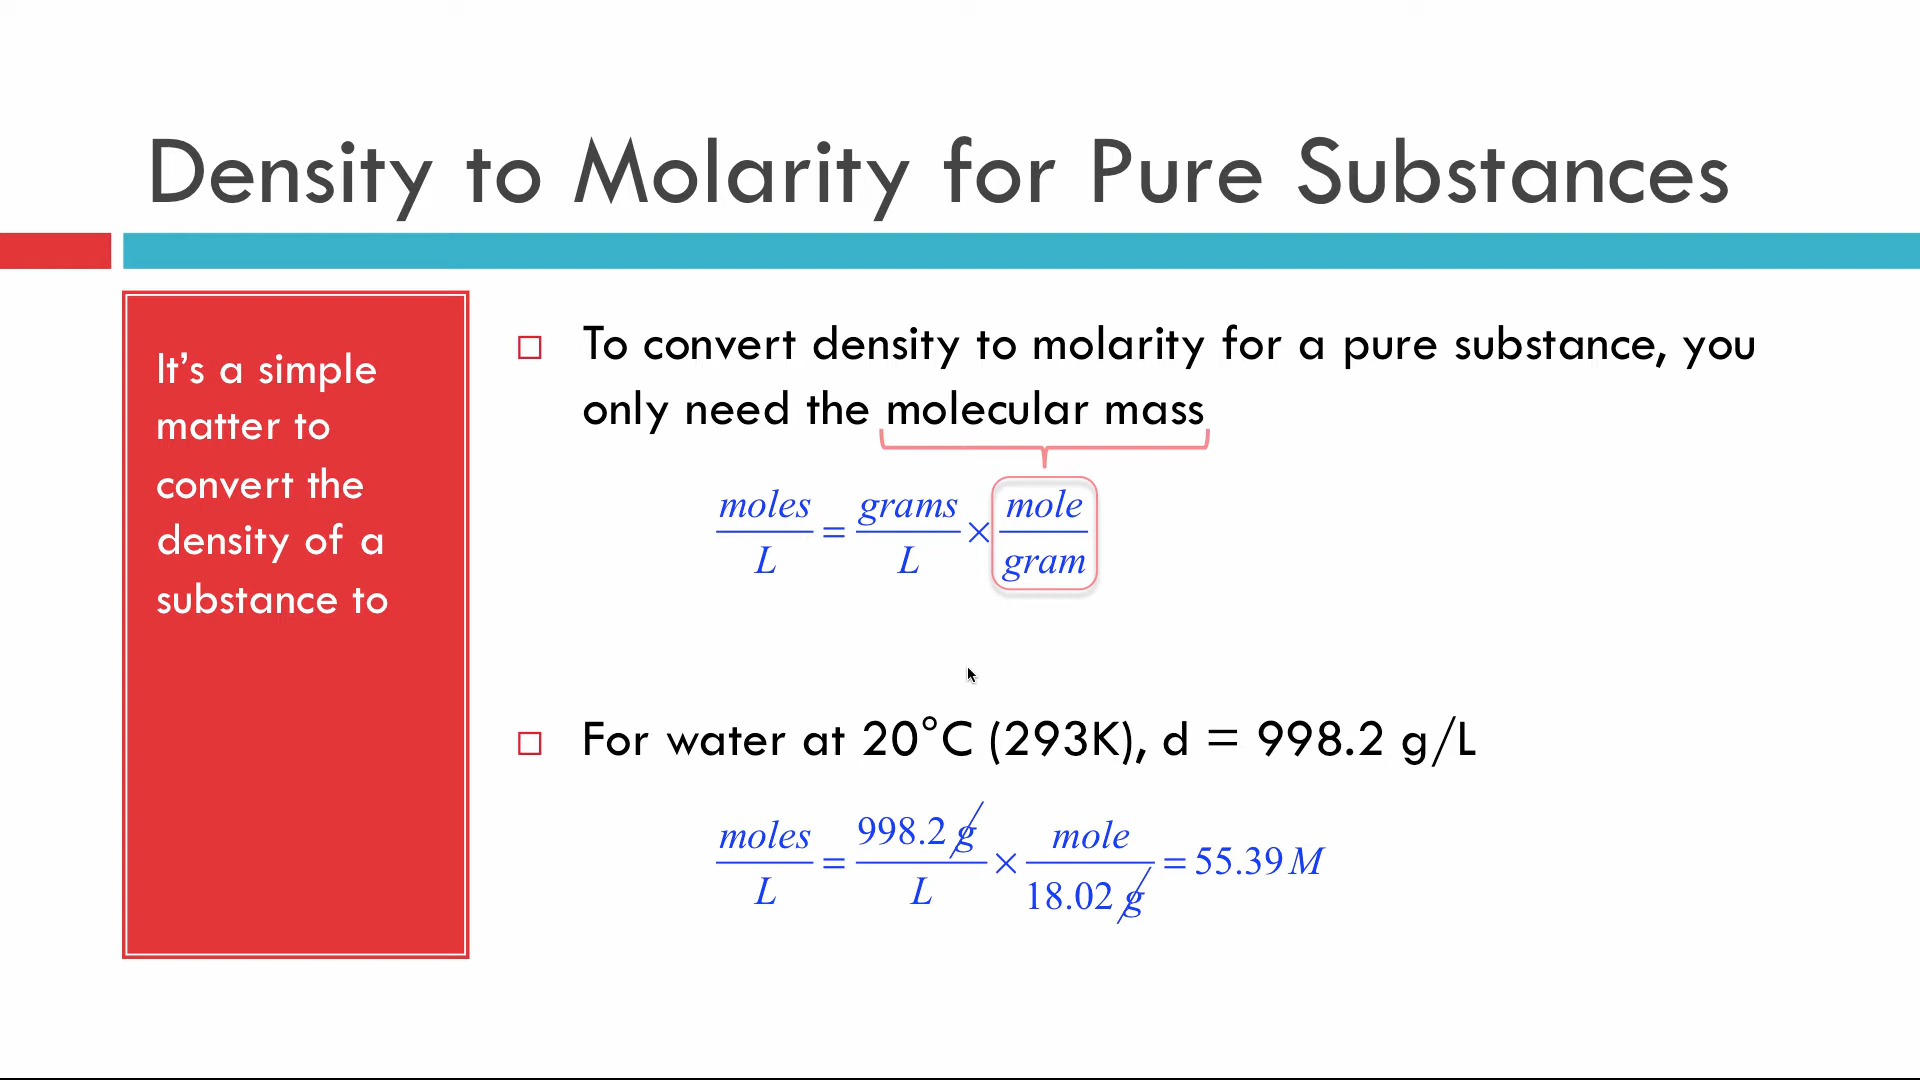 Density to Molarity for Pure Substances
It's a simple
matter to
convert the
density of a
substance to
To convert density to molarity for a pure substance, you
only need the molecular mass
moles/L = grams/L × mole/gram
For water at 20°C (293K), d = 998.2 g/L
moles/L = 998.2 g/L × mole/18.02 g = 55.39 M